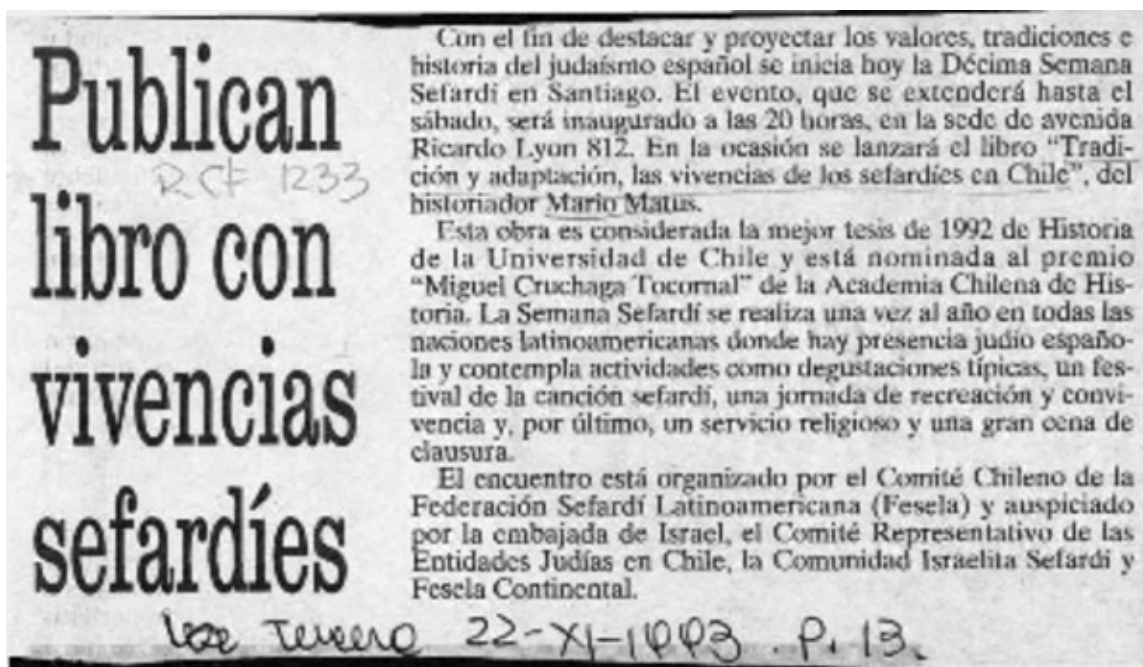 Publican
RCF 1233
libro con
vivencias
sefardíes
Con el fin de destacar y proyectar los valores, tradiciones e
historia del judaísmo español se inicia hoy la Décima Semana
Sefardí en Santiago. El evento, que se extenderá hasta el
sábado, será inaugurado a las 20 horas, en la sede de avenida
Ricardo Lyon 812. En la ocasión se lanzará el libro “Tradi-
ción y adaptación, las vivencias de los sefardíes en Chile”, del
historiador Mario Matus.
Esta obra es considerada la mejor tesis de 1992 de Historia
de la Universidad de Chile y está nominada al premio
“Miguel Cruchaga Tocornal” de la Academia Chilena de His-
toria. La Semana Sefardí se realiza una vez al año en todas las
naciones latinoamericanas donde hay presencia judío españo-
la y contempla actividades como degustaciones típicas, un fes-
tival de la canción sefardí, una jornada de recreación y convi-
vencia y, por último, un servicio religioso y una gran cena de
clausura.
El encuentro está organizado por el Comité Chileno de la
Federación Sefardí Latinoamericana (Fesela) y auspiciado
por la embajada de Israel, el Comité Representativo de las
Entidades Judías en Chile, la Comunidad Israelita Sefardí y
Fesela Continental.
Tercera 22-XI-1993. P. 13.